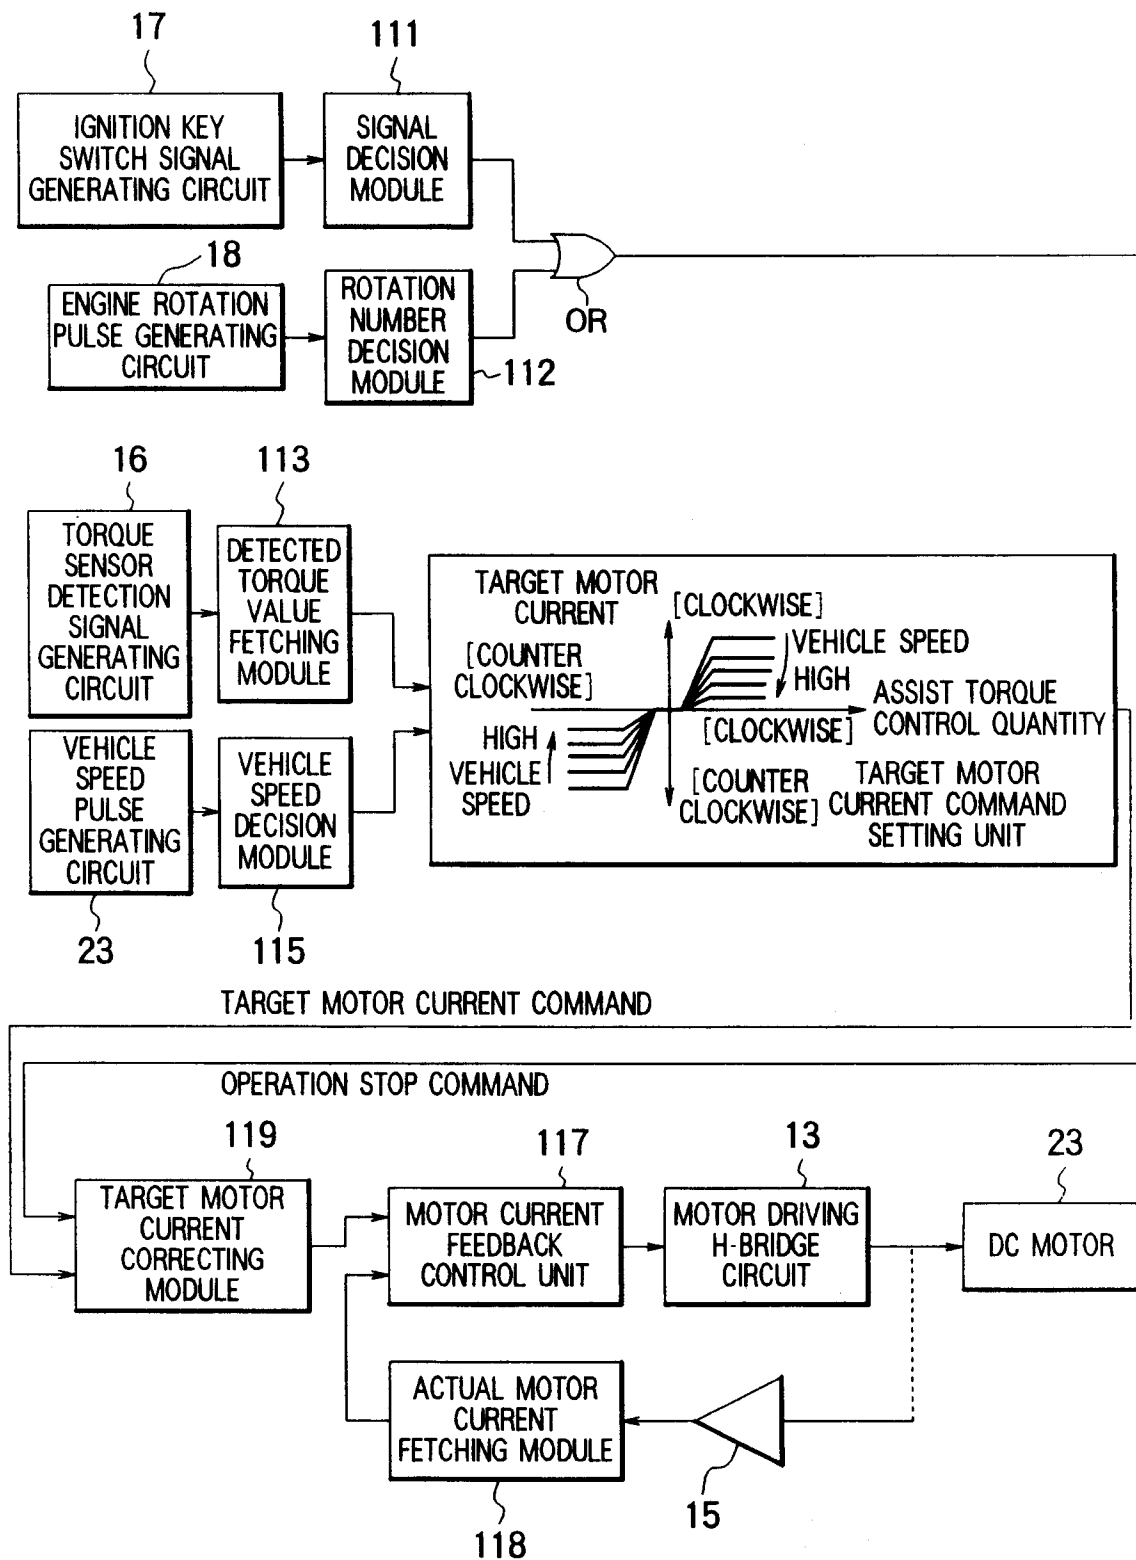 17
111
IGNITION KEY
SWITCH SIGNAL
GENERATING CIRCUIT
SIGNAL
DECISION
MODULE
18
ENGINE ROTATION
PULSE GENERATING
CIRCUIT
ROTATION
NUMBER
DECISION
MODULE
OR
112
16
113
TORQUE
SENSOR
DETECTION
SIGNAL
GENERATING
CIRCUIT
DETECTED
TORQUE
VALUE
FETCHING
MODULE
TARGET MOTOR
CURRENT
[CLOCKWISE]
[COUNTER
CLOCKWISE]
VEHICLE SPEED
HIGH
ASSIST TORQUE
CONTROL QUANTITY
[CLOCKWISE]
HIGH
VEHICLE
SPEED
[COUNTER
CLOCKWISE]
TARGET MOTOR
CURRENT COMMAND
SETTING UNIT
VEHICLE
SPEED
PULSE
GENERATING
CIRCUIT
VEHICLE
SPEED
DECISION
MODULE
23
115
TARGET MOTOR CURRENT COMMAND
OPERATION STOP COMMAND
119
117
13
23
TARGET MOTOR
CURRENT
CORRECTING
MODULE
MOTOR CURRENT
FEEDBACK
CONTROL UNIT
MOTOR DRIVING
H-BRIDGE
CIRCUIT
DC MOTOR
ACTUAL MOTOR
CURRENT
FETCHING MODULE
15
118